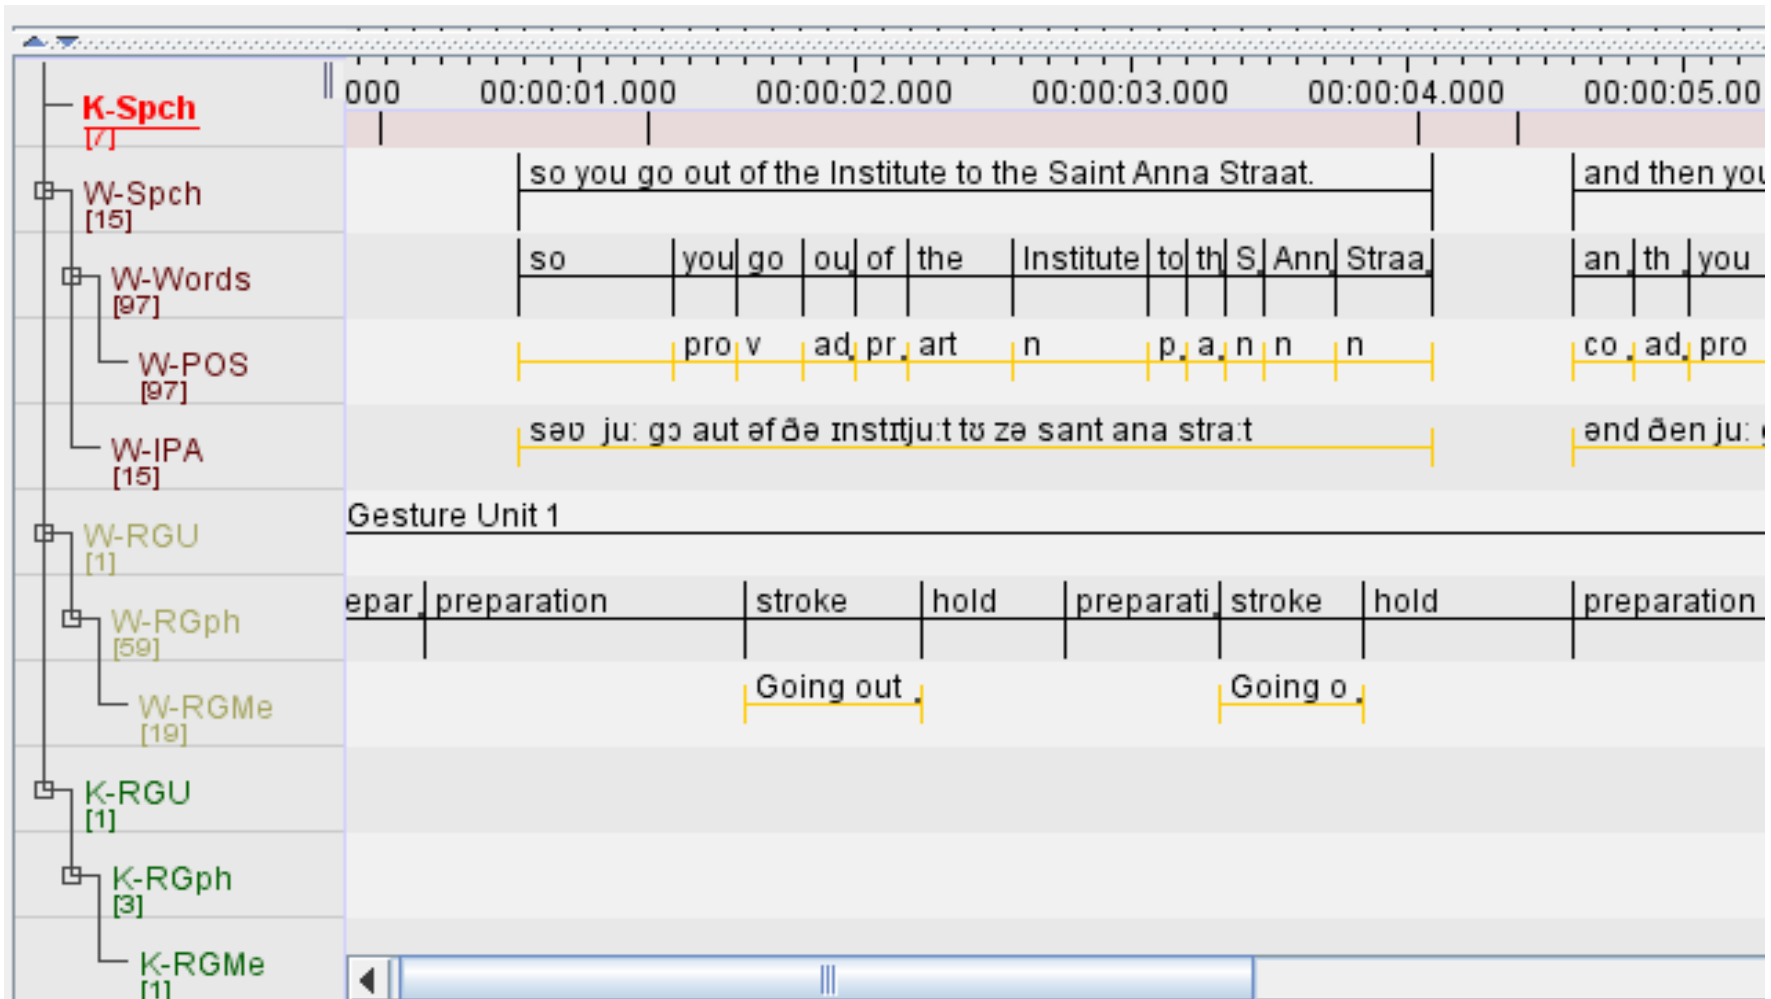 000 00:00:01.000 00:00:02.000 00:00:03.000 00:00:04.000 00:00:05.00
K-Spch
[7]
W-Spch so you go out of the Institute to the Saint Anna Straat. and then you
[15]
W-Words so you go ou of the Institute to th S Ann Straa an th you
[97]
W-POS pro v ad pr art n p a n n n co ad pro
[97]
W-IPA səʊ ju: gɔ aut əf ðə ɪnstɪtju:t tʊ zə sant ana stra:t ənd ðen ju:
[15]
W-RGU Gesture Unit 1
[1]
W-RGph epar preparation stroke hold preparati stroke hold preparation
[59]
W-RGMe Going out Going o
[19]
K-RGU
[1]
K-RGph
[3]
K-RGMe
[1]